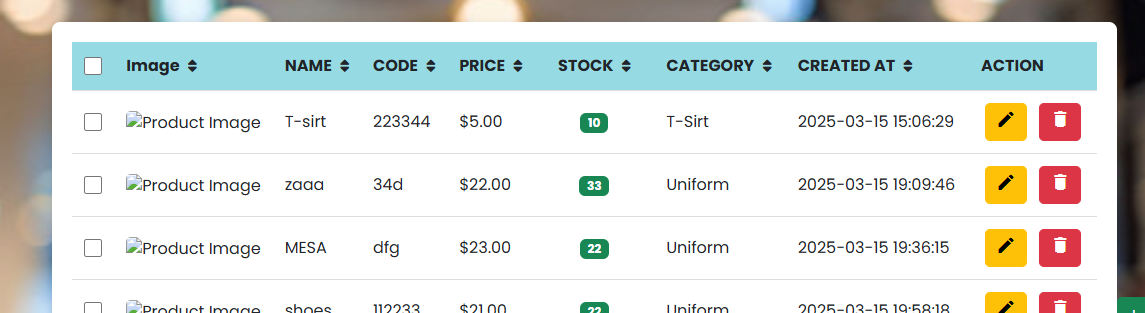 Image NAME CODE PRICE STOCK CATEGORY CREATED AT ACTION
Product Image T-sirt 223344 $5.00 10 T-Sirt 2025-03-15 15:06:29
Product Image zaaa 34d $22.00 33 Uniform 2025-03-15 19:09:46
Product Image MESA dfg $23.00 22 Uniform 2025-03-15 19:36:15
Product Image shoes 112233 $21.00 22 Uniform 2025-03-15 19:58:18